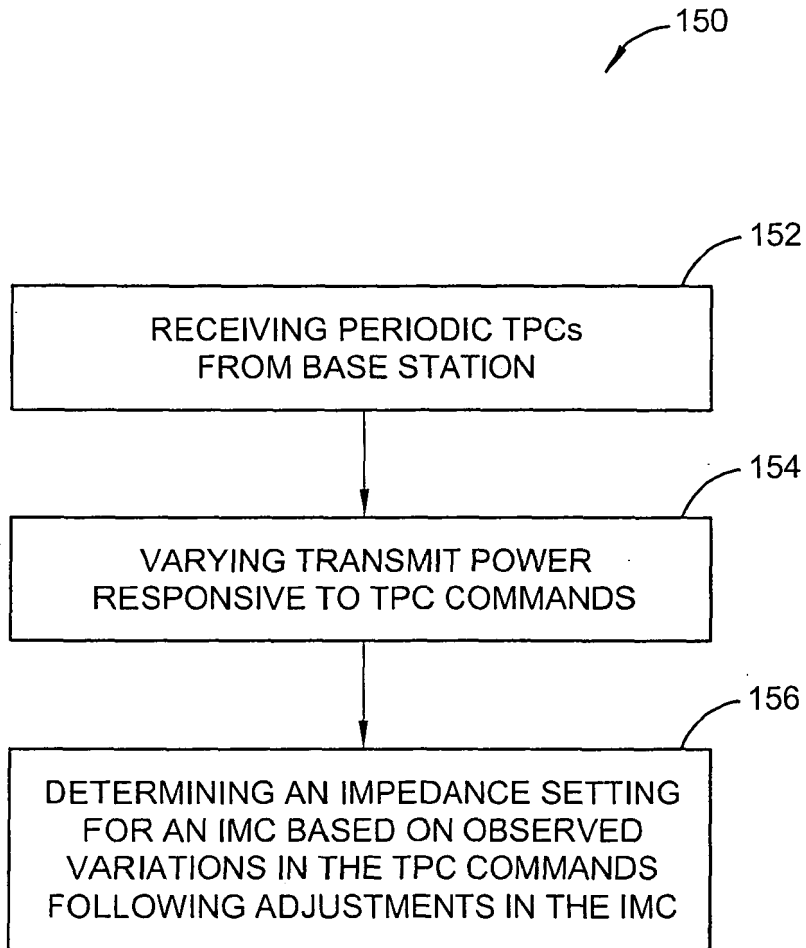 150
152
RECEIVING PERIODIC TPCs
FROM BASE STATION
154
VARYING TRANSMIT POWER
RESPONSIVE TO TPC COMMANDS
156
DETERMINING AN IMPEDANCE SETTING
FOR AN IMC BASED ON OBSERVED
VARIATIONS IN THE TPC COMMANDS
FOLLOWING ADJUSTMENTS IN THE IMC